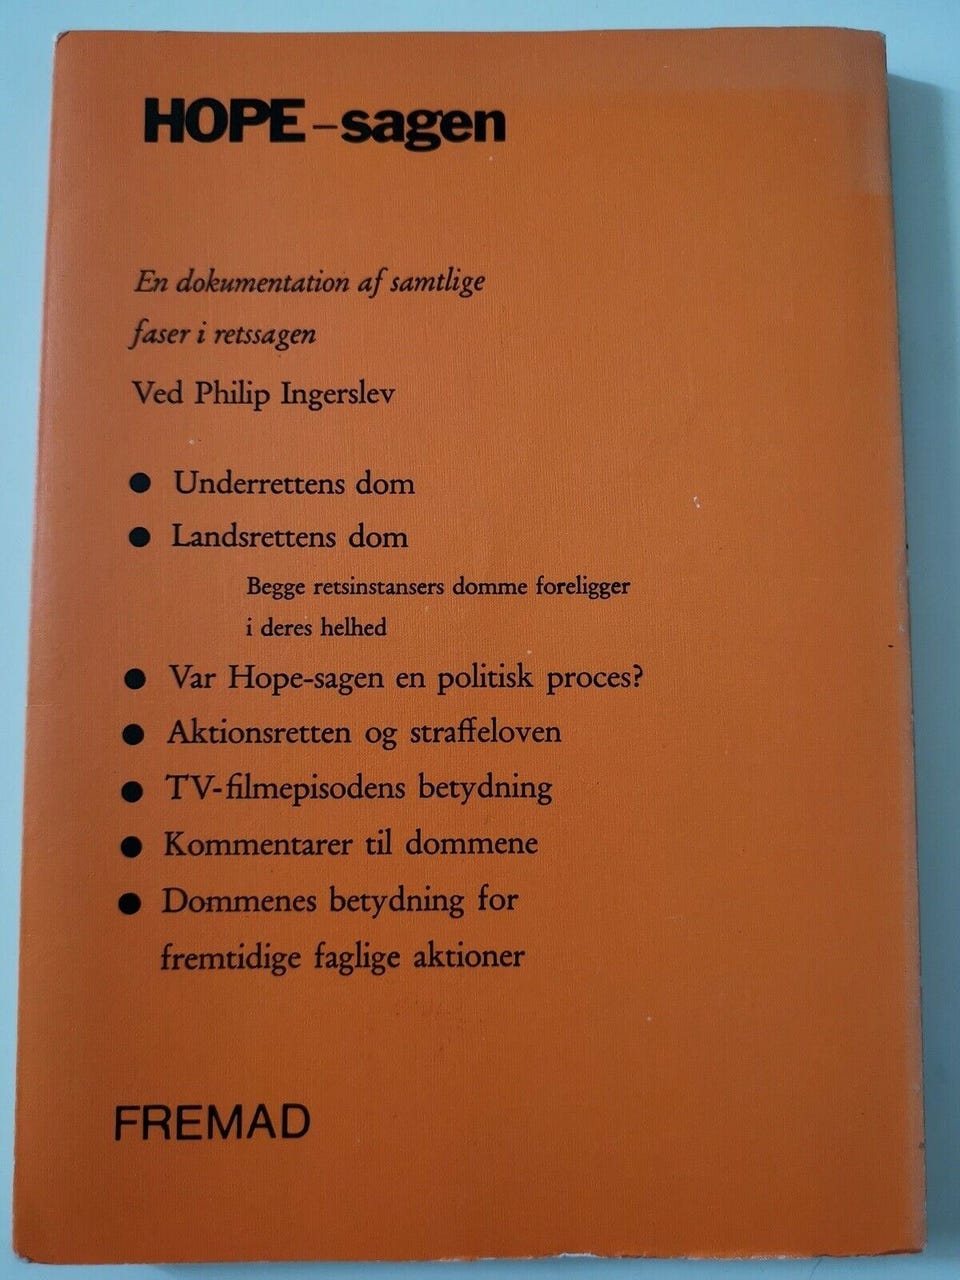 HOPE-sagen
En dokumentation af samtlige
faser i retssagen
Ved Philip Ingerslev
● Underrettens dom
● Landsrettens dom
Begge retsinstansers domme foreligger
i deres helhed
● Var Hope-sagen en politisk proces?
● Aktionsretten og straffeloven
● TV-filmepisodens betydning
● Kommentarer til dommene
● Dommenes betydning for
fremtidige faglige aktioner
FREMAD